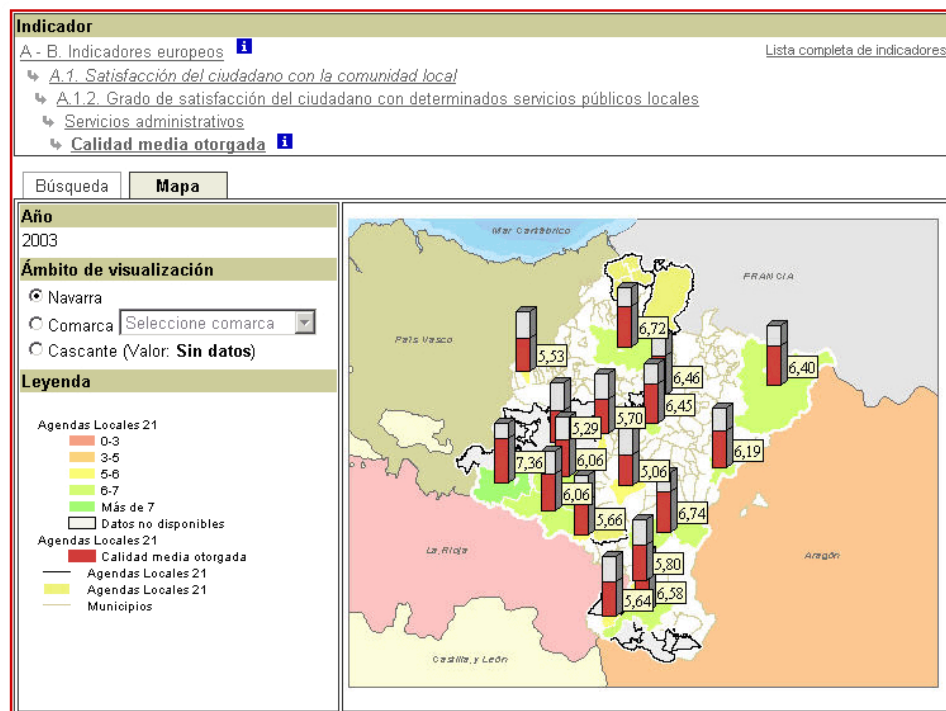 Indicador
A - B. Indicadores europeos i
Lista completa de indicadores
A.1. Satisfacción del ciudadano con la comunidad local
A.1.2. Grado de satisfacción del ciudadano con determinados servicios públicos locales
Servicios administrativos
Calidad media otorgada i
Búsqueda Mapa
Año
2003
Ámbito de visualización
Navarra
Comarca Seleccione comarca
Cascante (Valor: Sin datos)
Leyenda
Agendas Locales 21
0-3
3-5
5-6
6-7
Más de 7
Datos no disponibles
Agendas Locales 21
Calidad media otorgada
Agendas Locales 21
Agendas Locales 21
Municipios
Mar Cantábrico
FRANCIA
País Vasco
6,72
5,53
6,40
6,46
6,45
5,70
5,29
6,19
7,36
6,06
5,06
6,06
5,66
6,74
La Rioja
Aragón
5,80
6,58
5,64
Castilla y León